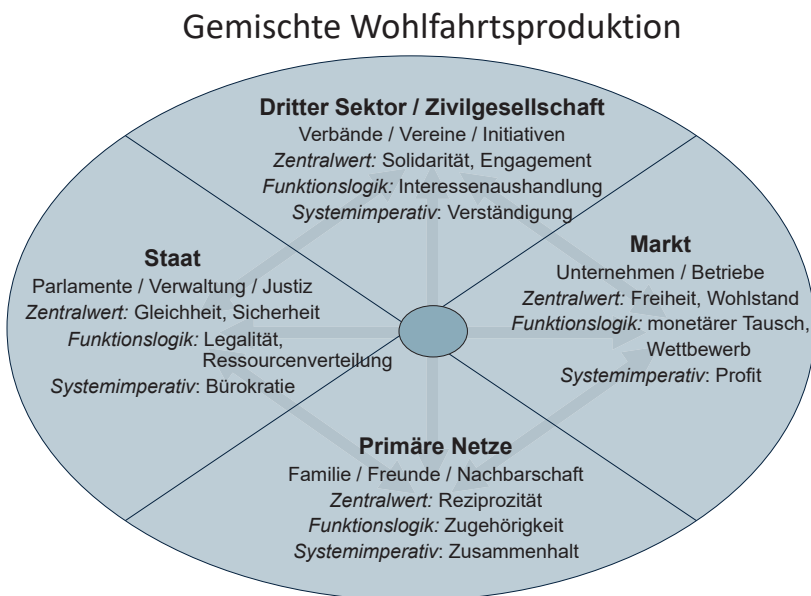 Gemischte Wohlfahrtsproduktion
Dritter Sektor / Zivilgesellschaft
Verbände / Vereine / Initiativen
Zentralwert: Solidarität, Engagement
Funktionslogik: Interessenaushandlung
Systemimperativ: Verständigung
Staat
Parlamente / Verwaltung / Justiz
Zentralwert: Gleichheit, Sicherheit
Funktionslogik: Legalität,
Ressourcenverteilung
Systemimperativ: Bürokratie
Markt
Unternehmen / Betriebe
Zentralwert: Freiheit, Wohlstand
Funktionslogik: monetärer Tausch,
Wettbewerb
Systemimperativ: Profit
Primäre Netze
Familie / Freunde / Nachbarschaft
Zentralwert: Reziprozität
Funktionslogik: Zugehörigkeit
Systemimperativ: Zusammenhalt